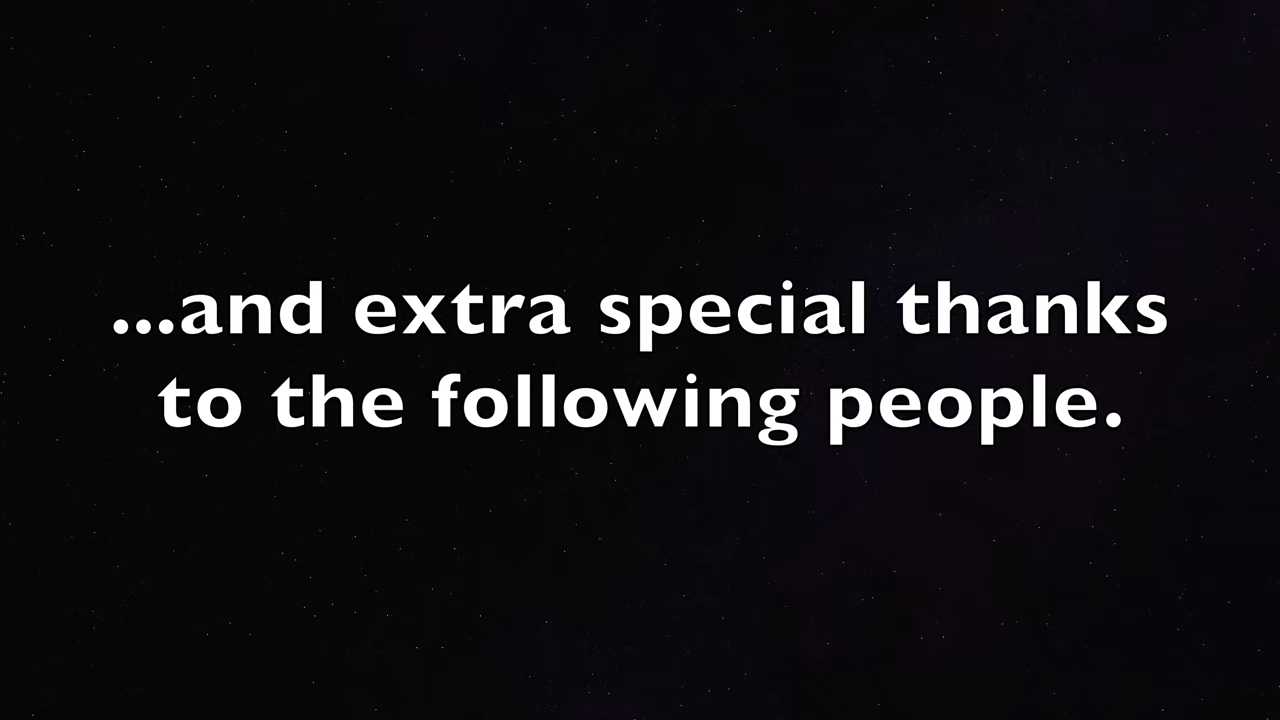 ...and extra special thanks
to the following people.